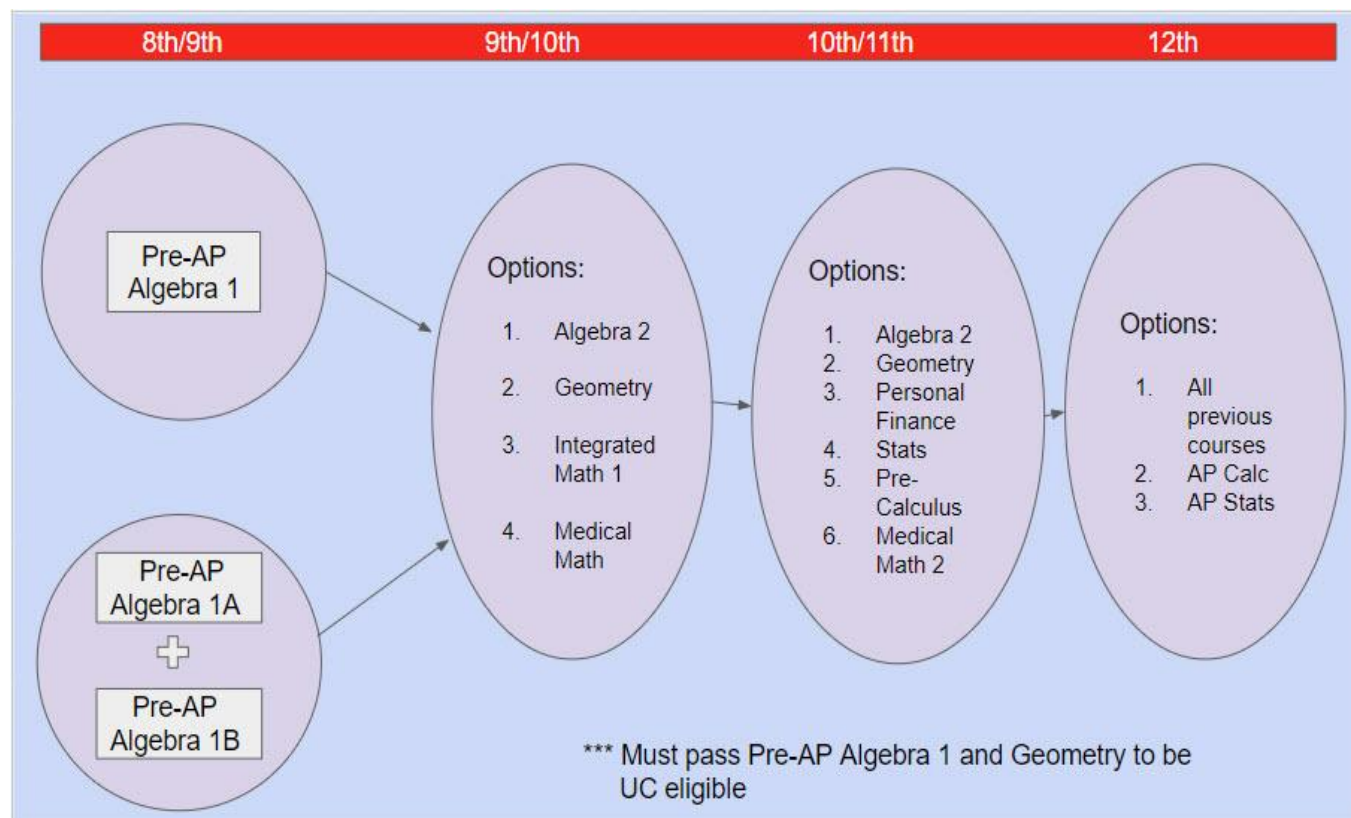 8th/9th 9th/10th 10th/11th 12th
Pre-AP
Algebra 1
Pre-AP
Algebra 1A
Pre-AP
Algebra 1B
Options:
1. Algebra 2
2. Geometry
3. Integrated
Math 1
4. Medical
Math
Options:
1. Algebra 2
2. Geometry
3. Personal
Finance
4. Stats
5. Pre-
Calculus
6. Medical
Math 2
Options:
1. All
previous
courses
2. AP Calc
3. AP Stats
*** Must pass Pre-AP Algebra 1 and Geometry to be
UC eligible